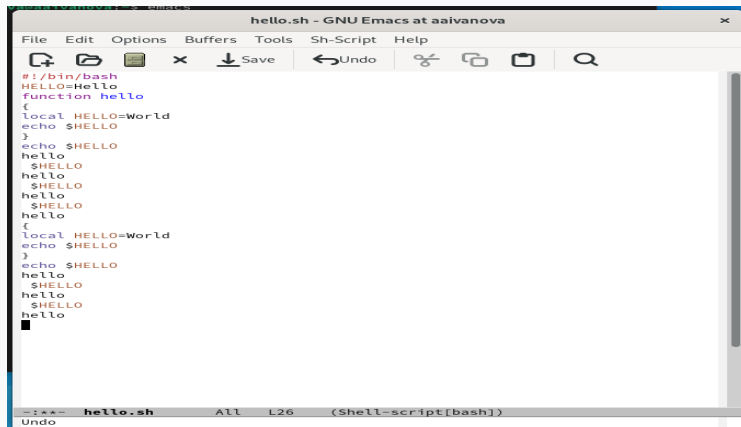 vanova:~$ emacs
hello.sh - GNU Emacs at aaivanova
File Edit Options Buffers Tools Sh-Script Help
Save Undo
#!/bin/bash
HELLO=Hello
function hello
{
local HELLO=World
echo $HELLO
}
echo $HELLO
hello
$HELLO
hello
$HELLO
hello
$HELLO
hello
{
local HELLO=World
echo $HELLO
}
echo $HELLO
hello
$HELLO
hello
$HELLO
hello
-:**- hello.sh All L26 (Shell-script[bash])
Undo